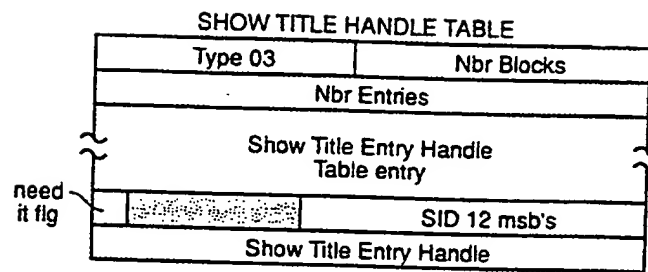 SHOW TITLE HANDLE TABLE
Type 03 Nbr Blocks
Nbr Entries
Show Title Entry Handle
Table entry
need
it flg
SID 12 msb's
Show Title Entry Handle